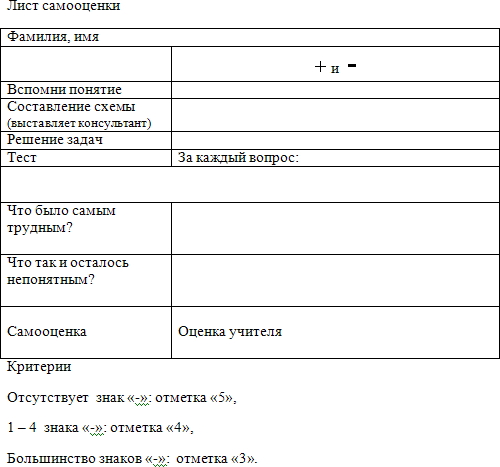 Лист самооценки
Фамилия, имя
+ и -
Вспомни понятие
Составление схемы
(выставляет консультант)
Решение задач
Тест За каждый вопрос:
Что было самым
трудным?
Что так и осталось
непонятным?
Самооценка Оценка учителя
Критерии
Отсутствует знак «-»: отметка «5»,
1 – 4 знака «-»: отметка «4»,
Большинство знаков «-»: отметка «3».